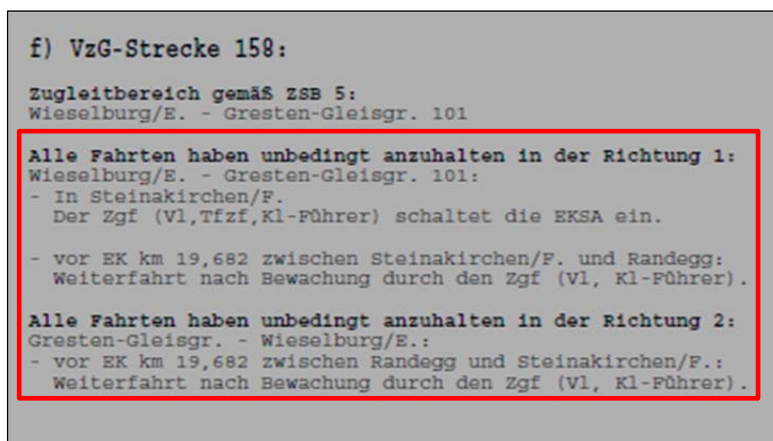 f) VzG-Strecke 158:
Zugleitbereich gemäß ZSB 5:
Wieselburg/E. - Gresten-Gleisgr. 101
Alle Fahrten haben unbedingt anzuhalten in der Richtung 1:
Wieselburg/E. - Gresten-Gleisgr. 101:
- In Steinakirchen/F.
Der Zgf (Vl,Tfzf,Kl-Führer) schaltet die EKSA ein.
- vor EK km 19,682 zwischen Steinakirchen/F. und Randegg:
Weiterfahrt nach Bewachung durch den Zgf (Vl, Kl-Führer).
Alle Fahrten haben unbedingt anzuhalten in der Richtung 2:
Gresten-Gleisgr. - Wieselburg/E.:
- vor EK km 19,682 zwischen Randegg und Steinakirchen/F.:
Weiterfahrt nach Bewachung durch den Zgf (Vl, Kl-Führer).